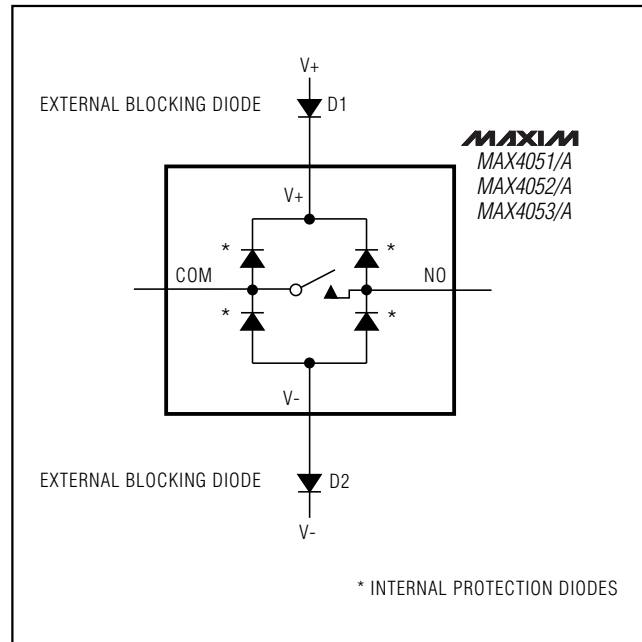 V+
EXTERNAL BLOCKING DIODE D1
MAXIM
MAX4051/A
MAX4052/A
MAX4053/A
V+
* *
COM NO
* *
V-
EXTERNAL BLOCKING DIODE D2
V-
* INTERNAL PROTECTION DIODES